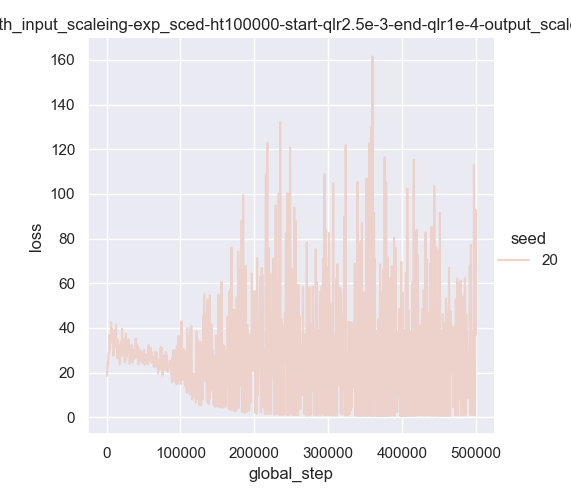 th_input_scaleing-exp_sced-ht100000-start-qlr2.5e-3-end-qlr1e-4-output_scale
160
140
120
100
80
60
40
20
0
loss
0 100000 200000 300000 400000 500000
global_step
seed
20